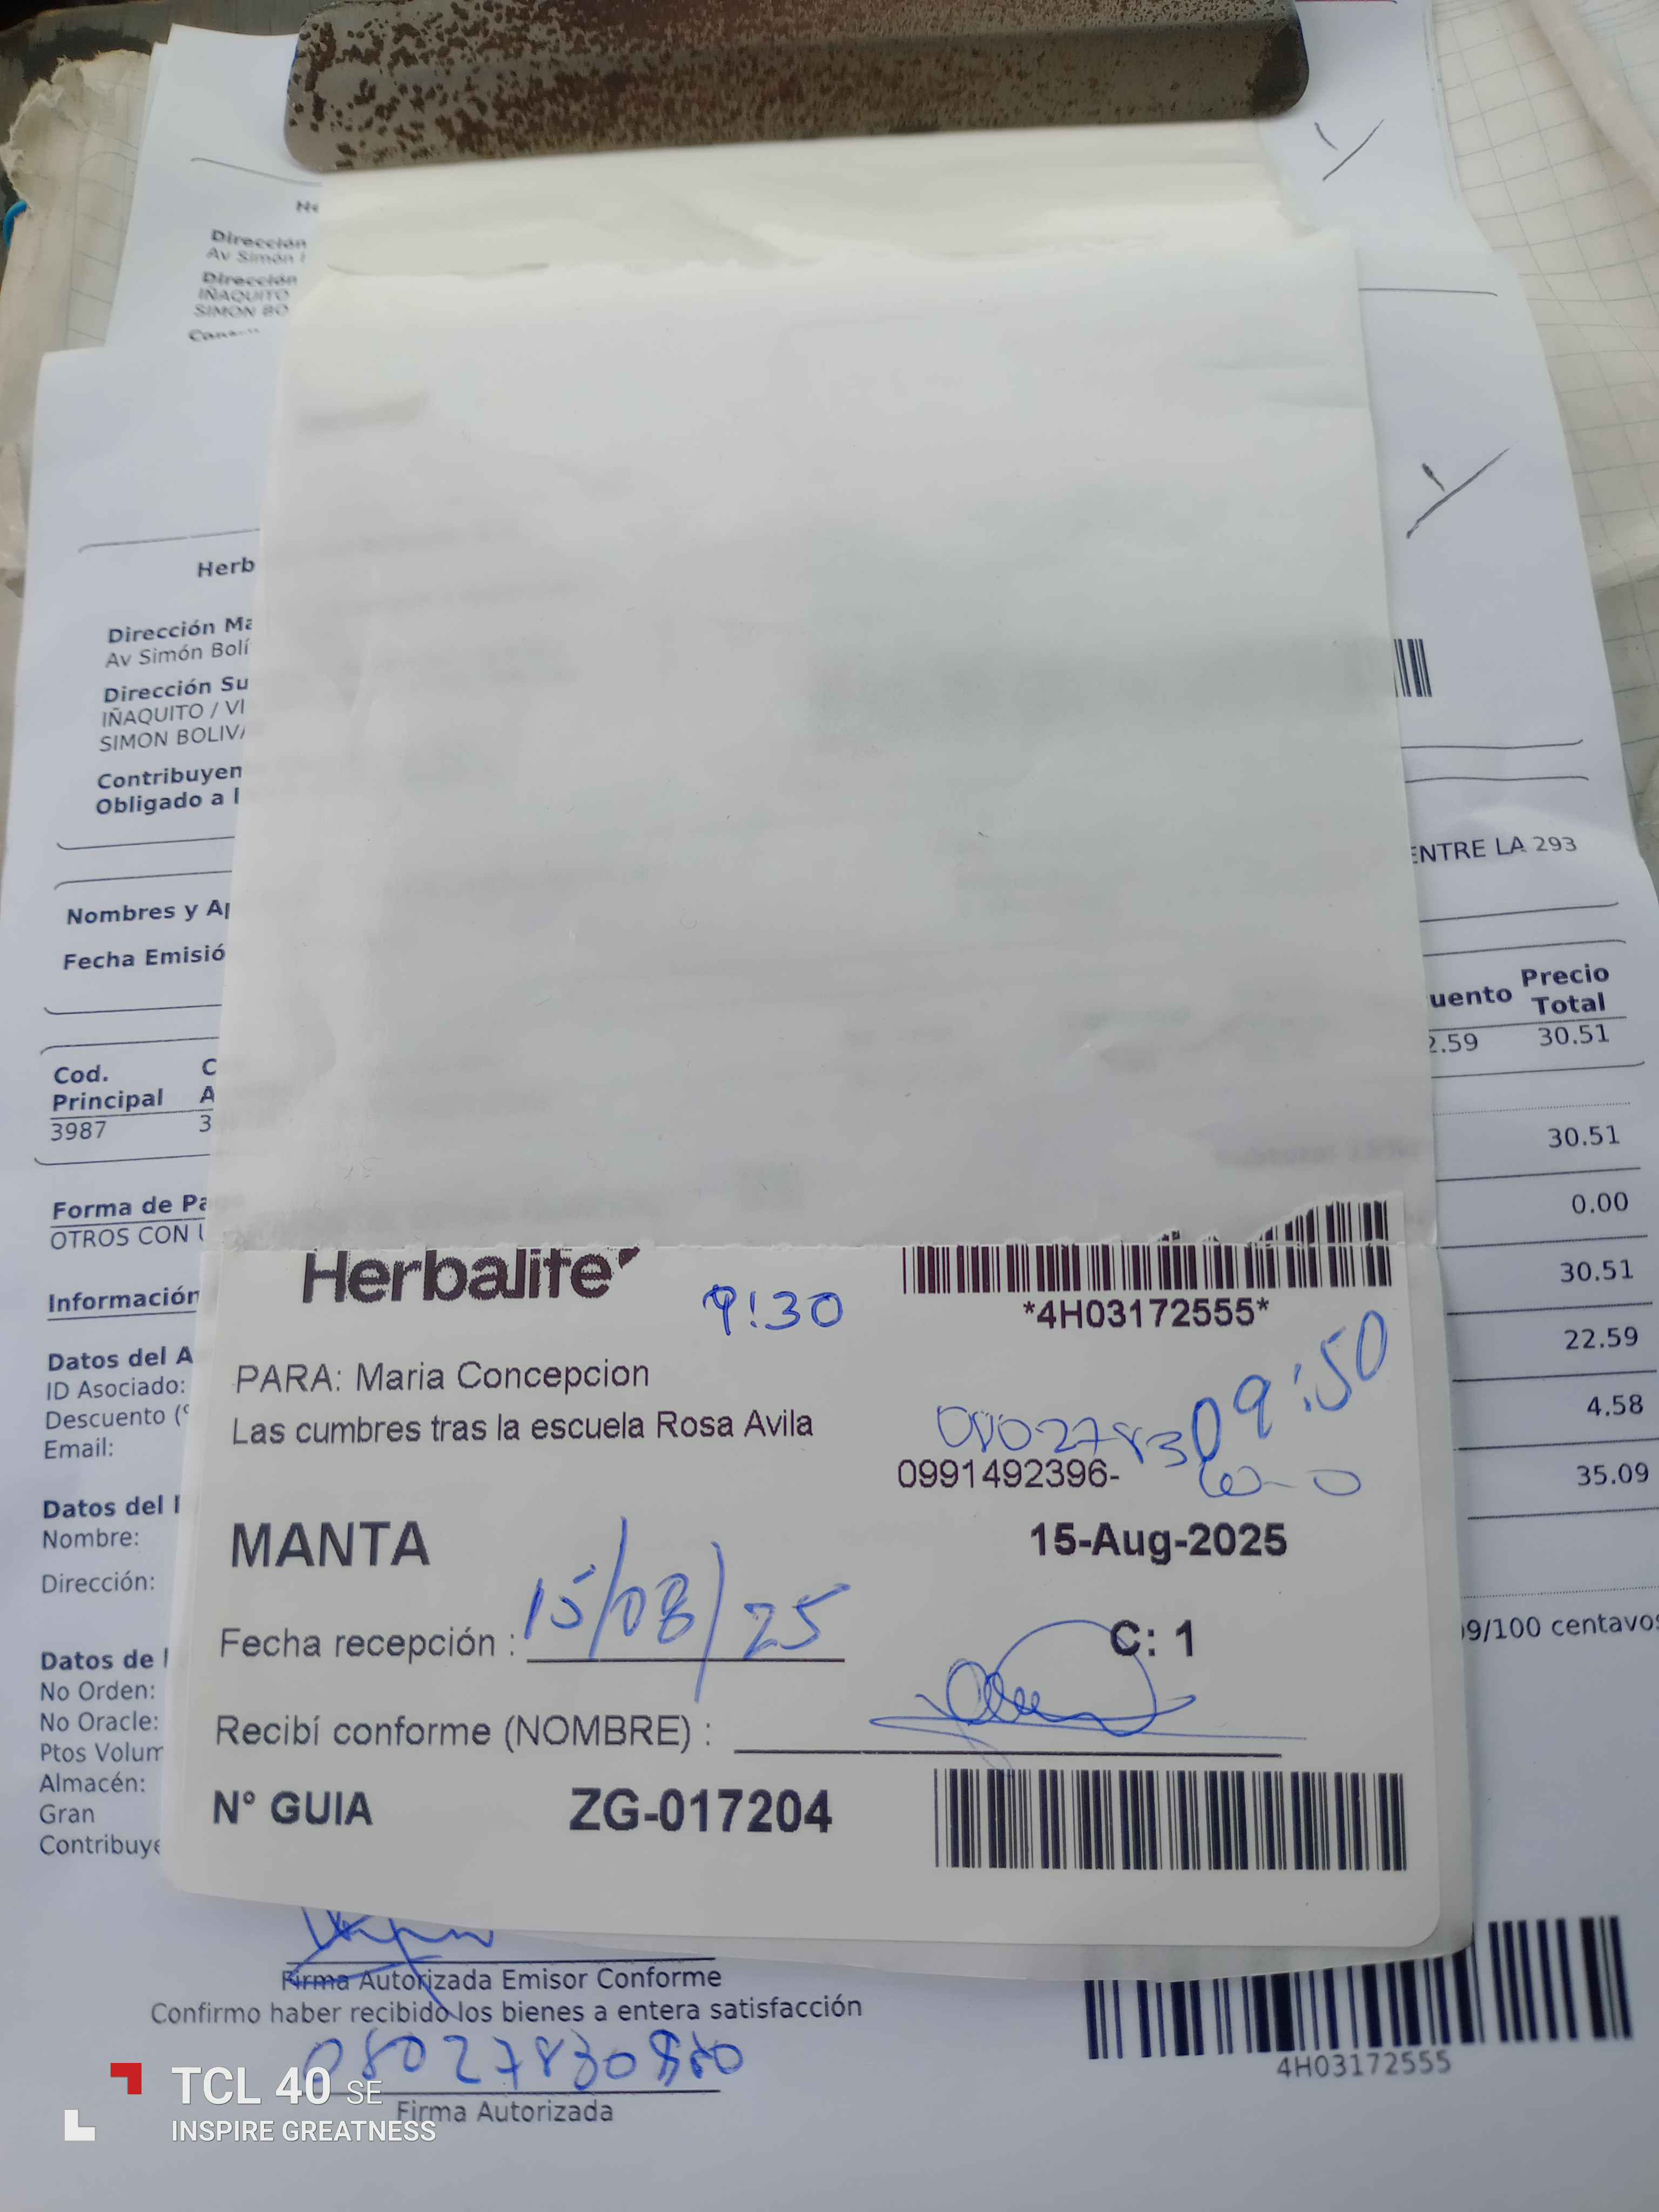 Dirección
Av Simón
Dirección
IÑAQUITO
SIMON BO
Herb
Dirección Ma
Av Simón Bolí
Dirección Su
IÑAQUITO / VI
SIMON BOLIVA
Contribuyen
Obligado a l
ENTRE LA 293
Nombres y Ap
Fecha Emisió
uento Precio Total
2.59 30.51
Cod. Principal
3987
30.51
0.00
30.51
22.59
4.58
35.09
Forma de Pa
OTROS CON U
Información
Datos del A
ID Asociado:
Descuento (%
Email:
Datos del I
Nombre:
Dirección:
Datos de l
No Orden:
No Oracle:
Ptos Volum
Almacén:
Gran
Contribuye
9/100 centavos
Herbalife
9:30
*4H03172555*
PARA: Maria Concepcion
09:50
Las cumbres tras la escuela Rosa Avila
0991492396-
MANTA
15-Aug-2025
Fecha recepción : 15/08/25
C: 1
Recibí conforme (NOMBRE) :
N° GUIA ZG-017204
Firma Autorizada Emisor Conforme
Confirmo haber recibido los bienes a entera satisfacción
4H03172555
Firma Autorizada
TCL 40 SE
INSPIRE GREATNESS